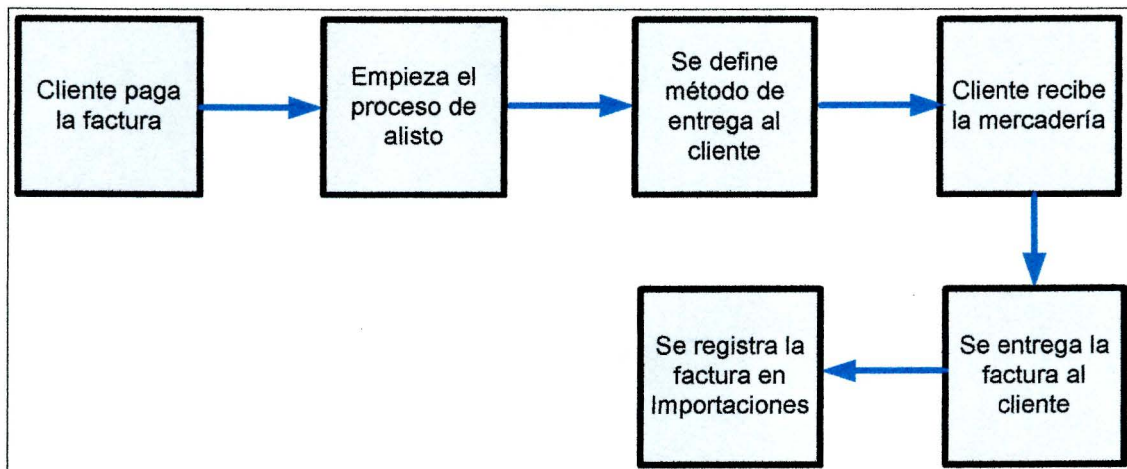 Cliente paga
la factura
Empieza el
proceso de
alisto
Se define
método de
entrega al
cliente
Cliente recibe
la mercadería
Se entrega la
factura al
cliente
Se registra la
factura en
Importaciones